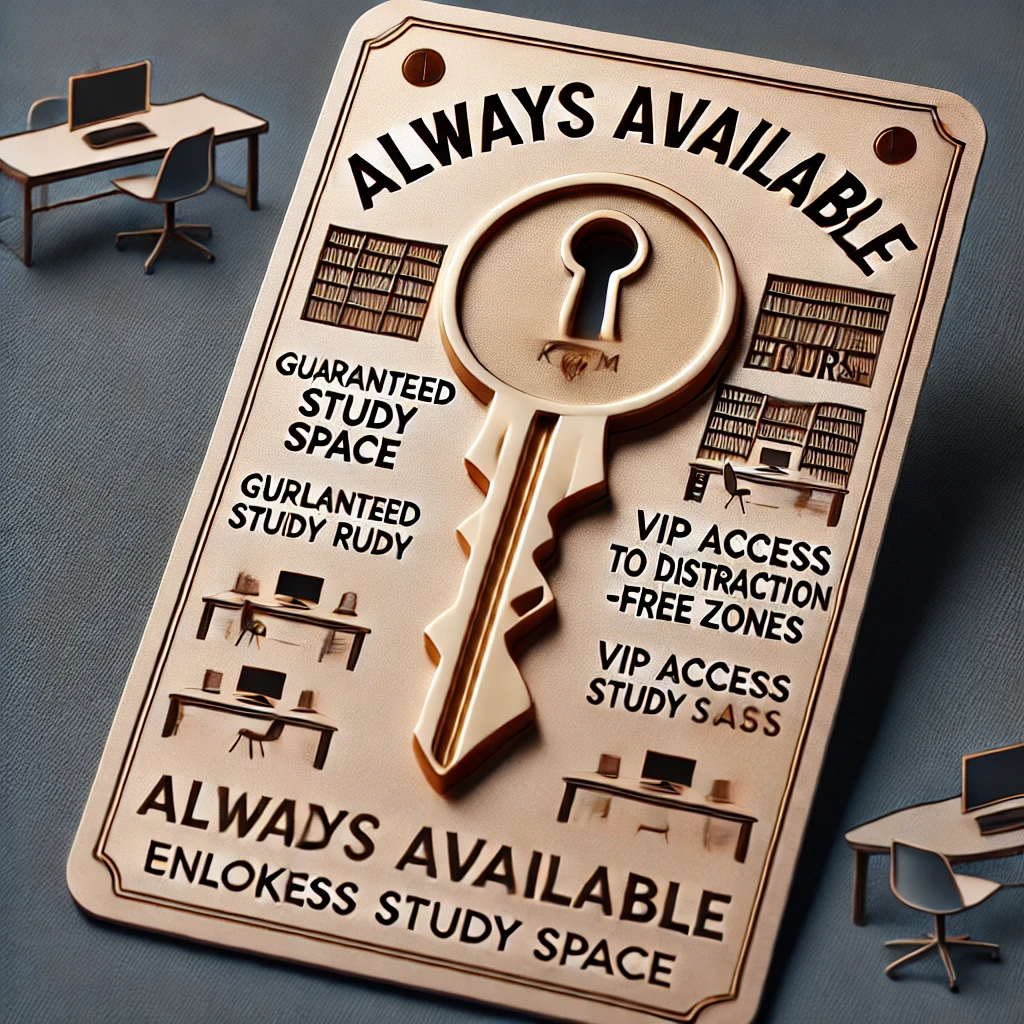 ALWAYS AVAILABLE
K M
HOURS
GUARANTEED
STUDY
SPACE
GURLANTEED
STUDY RUDY
VIP ACCESS
TO DISTRACTION
-FREE ZONES
VIP ACCESS
STUDY SASS
ALWADYS AVAILABLE
ENLOKESS STUDY SPACE